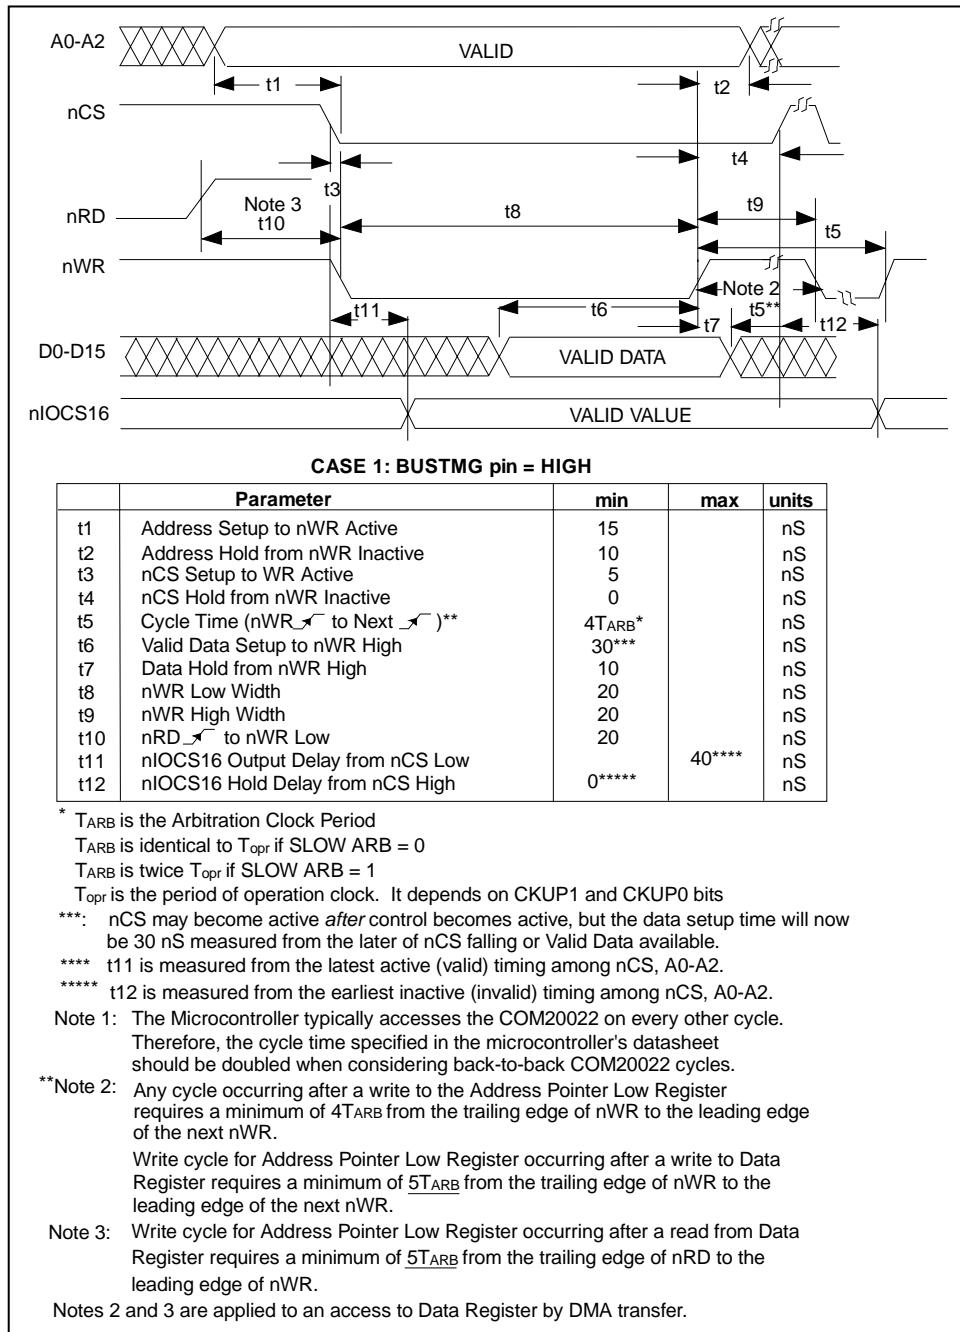 A0-A2 VALID
t1 t2
nCS
t3 t4
nRD Note 3 t10 t8 t9 t5
nWR Note 2
t11 t6 t7 t5** t12
D0-D15 VALID DATA
nIOCS16 VALID VALUE
CASE 1: BUSTMG pin = HIGH
Parameter min max units
t1 Address Setup to nWR Active 15 nS
t2 Address Hold from nWR Inactive 10 nS
t3 nCS Setup to WR Active 5 nS
t4 nCS Hold from nWR Inactive 0 nS
t5 Cycle Time (nWR to Next )** 4TARB* nS
t6 Valid Data Setup to nWR High 30*** nS
t7 Data Hold from nWR High 10 nS
t8 nWR Low Width 20 nS
t9 nWR High Width 20 nS
t10 nRD to nWR Low 20 nS
t11 nIOCS16 Output Delay from nCS Low 40**** nS
t12 nIOCS16 Hold Delay from nCS High 0***** nS
* TARB is the Arbitration Clock Period
TARB is identical to Topr if SLOW ARB = 0
TARB is twice Topr if SLOW ARB = 1
Topr is the period of operation clock. It depends on CKUP1 and CKUP0 bits
***: nCS may become active after control becomes active, but the data setup time will now
be 30 nS measured from the later of nCS falling or Valid Data available.
**** t11 is measured from the latest active (valid) timing among nCS, A0-A2.
***** t12 is measured from the earliest inactive (invalid) timing among nCS, A0-A2.
Note 1: The Microcontroller typically accesses the COM20022 on every other cycle.
Therefore, the cycle time specified in the microcontroller's datasheet
should be doubled when considering back-to-back COM20022 cycles.
**Note 2: Any cycle occurring after a write to the Address Pointer Low Register
requires a minimum of 4TARB from the trailing edge of nWR to the leading edge
of the next nWR.
Write cycle for Address Pointer Low Register occurring after a write to Data
Register requires a minimum of 5TARB from the trailing edge of nWR to the
leading edge of the next nWR.
Note 3: Write cycle for Address Pointer Low Register occurring after a read from Data
Register requires a minimum of 5TARB from the trailing edge of nRD to the
leading edge of nWR.
Notes 2 and 3 are applied to an access to Data Register by DMA transfer.